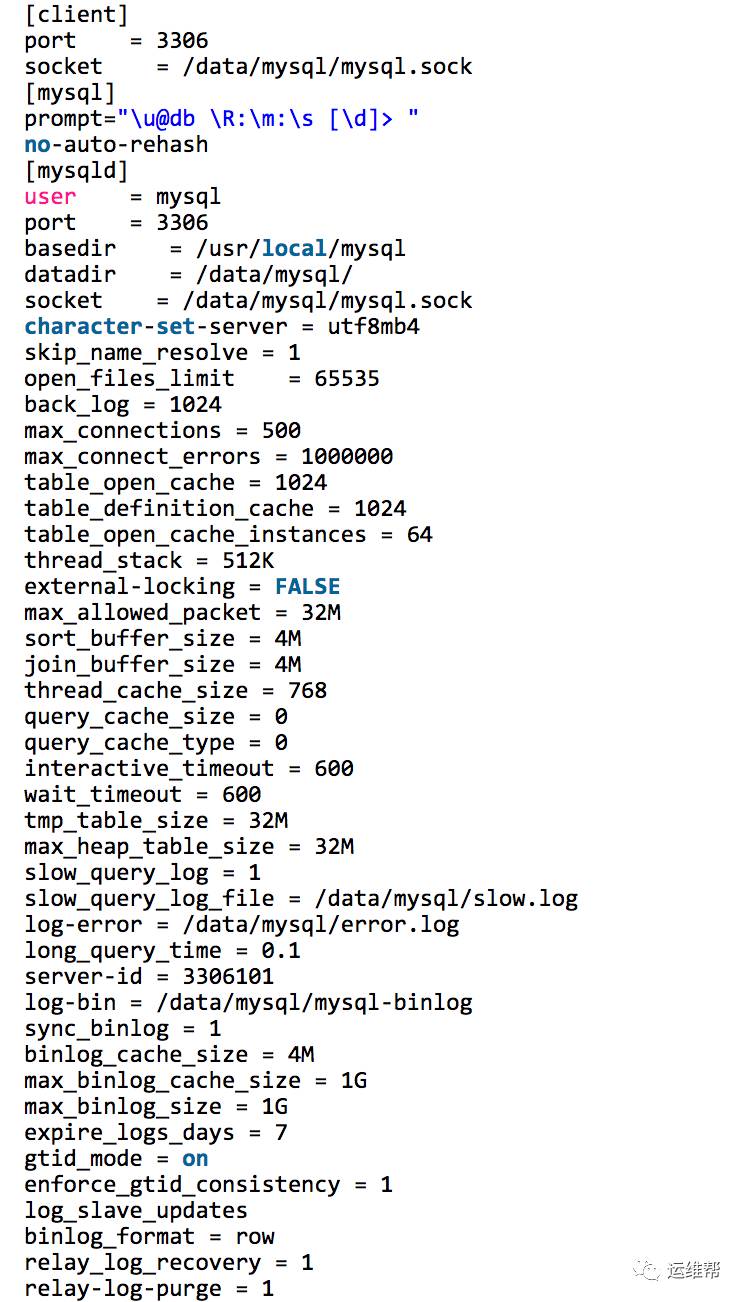 [client]
port    = 3306
socket    = /data/mysql/mysql.sock
[mysql]
prompt="\u@db \R:\m:\s [\d]> "
no-auto-rehash
[mysqld]
user    = mysql
port    = 3306
basedir    = /usr/local/mysql
datadir    = /data/mysql/
socket    = /data/mysql/mysql.sock
character-set-server = utf8mb4
skip_name_resolve = 1
open_files_limit    = 65535
back_log = 1024
max_connections = 500
max_connect_errors = 1000000
table_open_cache = 1024
table_definition_cache = 1024
table_open_cache_instances = 64
thread_stack = 512K
external-locking = FALSE
max_allowed_packet = 32M
sort_buffer_size = 4M
join_buffer_size = 4M
thread_cache_size = 768
query_cache_size = 0
query_cache_type = 0
interactive_timeout = 600
wait_timeout = 600
tmp_table_size = 32M
max_heap_table_size = 32M
slow_query_log = 1
slow_query_log_file = /data/mysql/slow.log
log-error = /data/mysql/error.log
long_query_time = 0.1
server-id = 3306101
log-bin = /data/mysql/mysql-binlog
sync_binlog = 1
binlog_cache_size = 4M
max_binlog_cache_size = 1G
max_binlog_size = 1G
expire_logs_days = 7
gtid_mode = on
enforce_gtid_consistency = 1
log_slave_updates
binlog_format = row
relay_log_recovery = 1
relay-log-purge = 1
运维帮